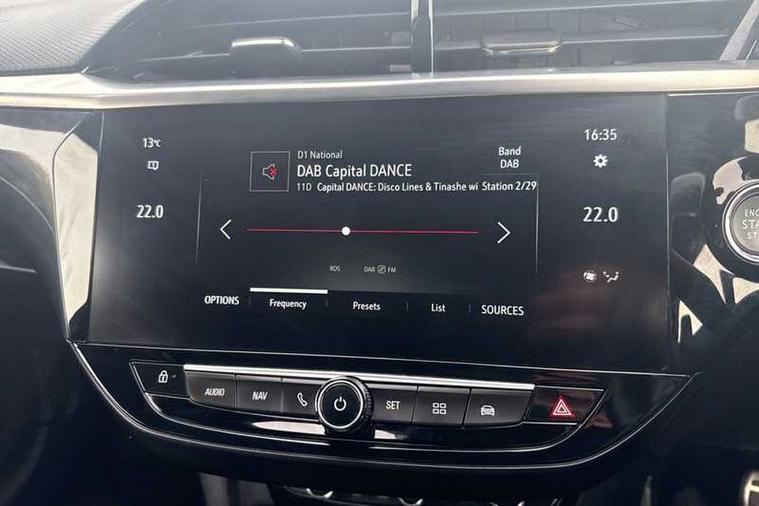 13°C
16:35
D1 National
DAB Capital DANCE
Band
DAB
11D Capital DANCE: Disco Lines & Tinashe wi
Station 2/29
22.0
22.0
RDS
DAB FM
OPTIONS
Frequency
Presets
List
SOURCES
AUDIO
NAV
SET
START